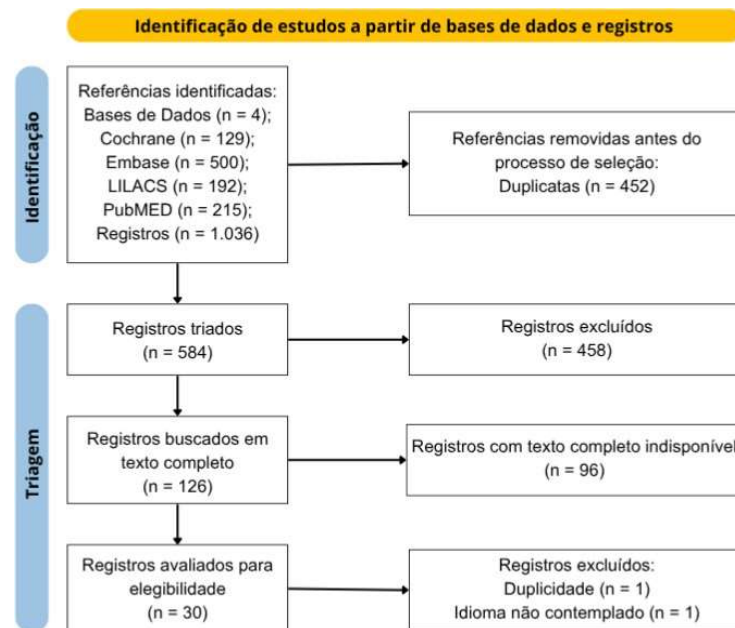 Identificação de estudos a partir de bases de dados e registros
Identificação
Referências identificadas:
Bases de Dados (n = 4);
Cochrane (n = 129);
Embase (n = 500);
LILACS (n = 192);
PubMED (n = 215);
Registros (n = 1.036)
Referências removidas antes do
processo de seleção:
Duplicatas (n = 452)
Triagem
Registros triados
(n = 584)
Registros excluídos
(n = 458)
Registros buscados em
texto completo
(n = 126)
Registros com texto completo indisponível
(n = 96)
Registros avaliados para
elegibilidade
(n = 30)
Registros excluídos:
Duplicidade (n = 1)
Idioma não contemplado (n = 1)